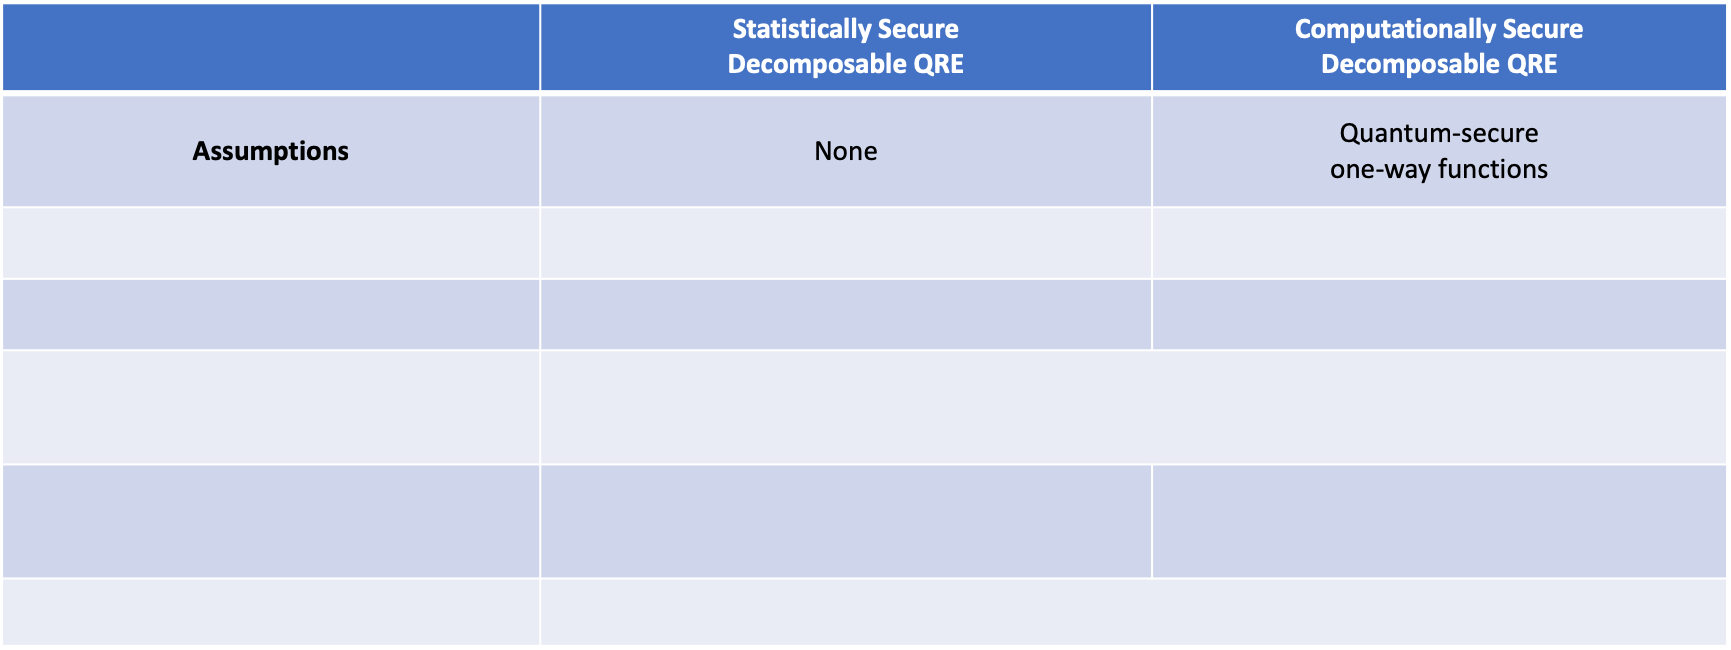 Statistically Secure
Decomposable QRE
Computationally Secure
Decomposable QRE
Assumptions
None
Quantum-secure
one-way functions